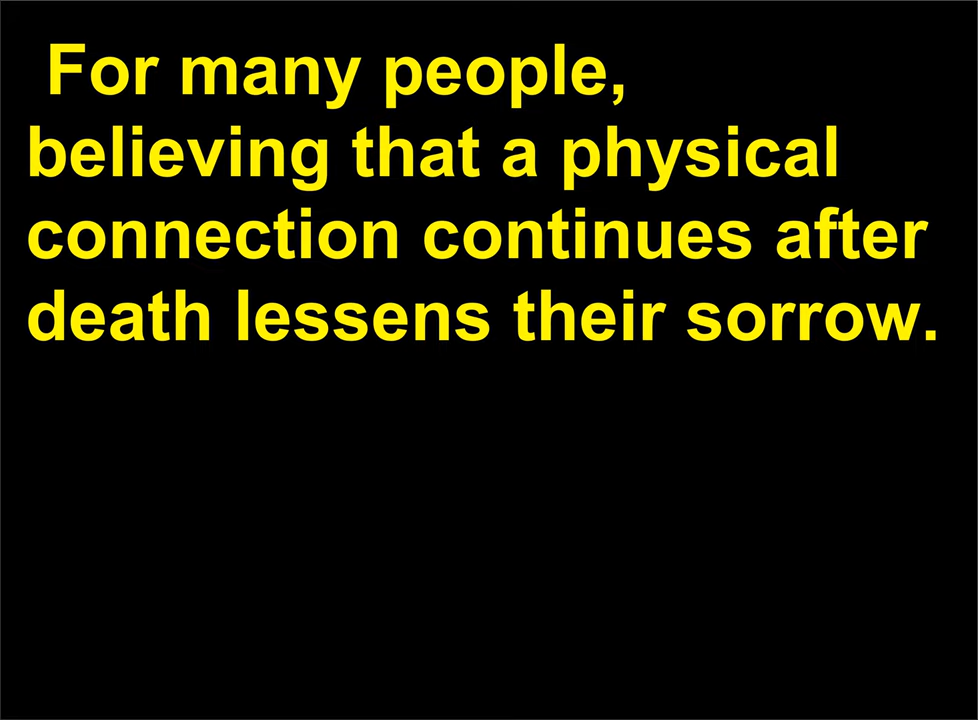 For many people,
believing that a physical
connection continues after
death lessens their sorrow.